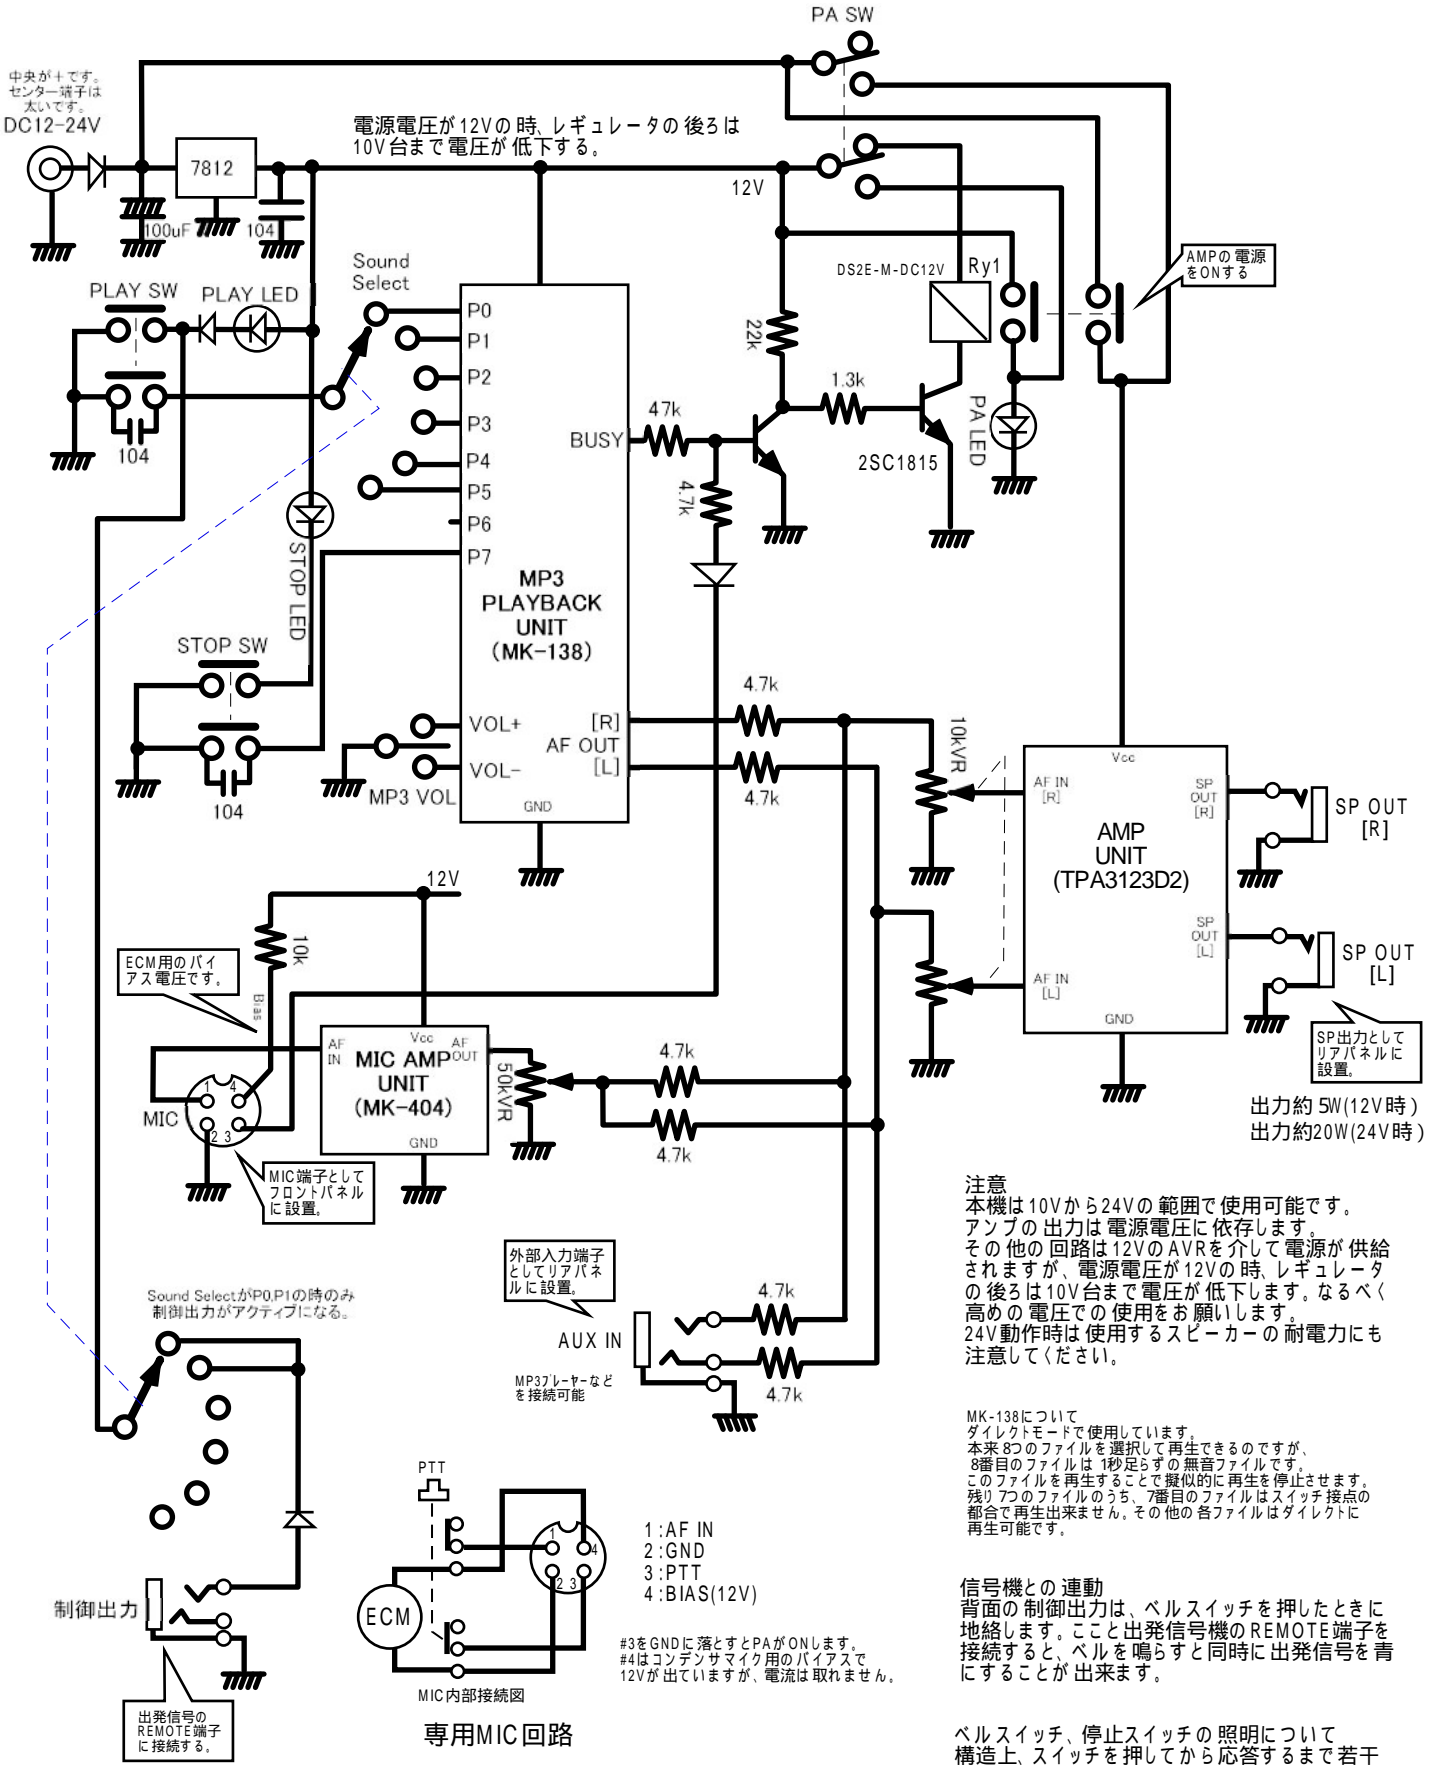 PA SW
中央が＋です。
センター端子は
太いです。
DC12-24V
電源電圧が12Vの時、レギュレータの後ろは
10V台まで電圧が低下する。
7812
12V
100uF
104
Sound
Select
DS2E-M-DC12V
Ry1
AMPの電源
をONする
PLAY SW
PLAY LED
P0
P1
P2
P3
P4
P5
P6
P7
22k
1.3k
47k
BUSY
PA LED
2SC1815
104
4.7k
STOP LED
MP3
PLAYBACK
UNIT
(MK-138)
STOP SW
4.7k
VOL+
[R]
AF OUT
VOL-
[L]
10kVR
Vcc
MP3 VOL
4.7k
AF IN
[R]
SP
OUT
[R]
SP OUT
[R]
104
GND
AMP
UNIT
(TPA3123D2)
12V
10k
ECM用のバイ
アス電圧です。
Bias
SP
OUT
[L]
SP OUT
[L]
AF IN
[L]
GND
AF
IN
Vcc
AF
OUT
MIC AMP
UNIT
(MK-404)
GND
50kVR
4.7k
4.7k
SP出力として
リアパネルに
設置。
MIC
1
4
2
3
MIC端子として
フロントパネル
に設置。
出力約5W(12V時)
出力約20W(24V時)
注意
本機は10Vから24Vの範囲で使用可能です。
アンプの出力は電源電圧に依存します。
その他の回路は12VのAVRを介して電源が供給
されますが、電源電圧が12Vの時、レギュレータ
の後ろは10V台まで電圧が低下します。なるべく
高めの電圧での使用をお願いします。
24V動作時は使用するスピーカーの耐電力にも
注意してください。
外部入力端子
としてリアパネ
ルに設置。
4.7k
AUX IN
4.7k
MP3プレーヤーなど
を接続可能
Sound SelectがP0,P1の時のみ
制御出力がアクティブになる。
MK-138について
ダイレクトモードで使用しています。
本来8つのファイルを選択して再生できるのですが、
8番目のファイルは1秒足らずの無音ファイルです。
このファイルを再生することで擬似的に再生を停止させます。
残り7つのファイルのうち、7番目のファイルはスイッチ接点の
都合で再生出来ません。その他の各ファイルはダイレクトに
再生可能です。
PTT
1
4
2
3
ECM
1:AF IN
2:GND
3:PTT
4:BIAS(12V)
#3をGNDに落とすとPAがONします。
#4はコンデンサマイク用のバイアスで
12Vが出ていますが、電流は取れません。
MIC内部接続図
専用MIC回路
制御出力
出発信号の
REMOTE端子
に接続する。
信号機との連動
背面の制御出力は、ベルスイッチを押したときに
地絡します。ここと出発信号機のREMOTE端子を
接続すると、ベルを鳴らすと同時に出発信号を青
にすることが出来ます。
ベルスイッチ、停止スイッチの照明について
構造上、スイッチを押してから応答するまで若干